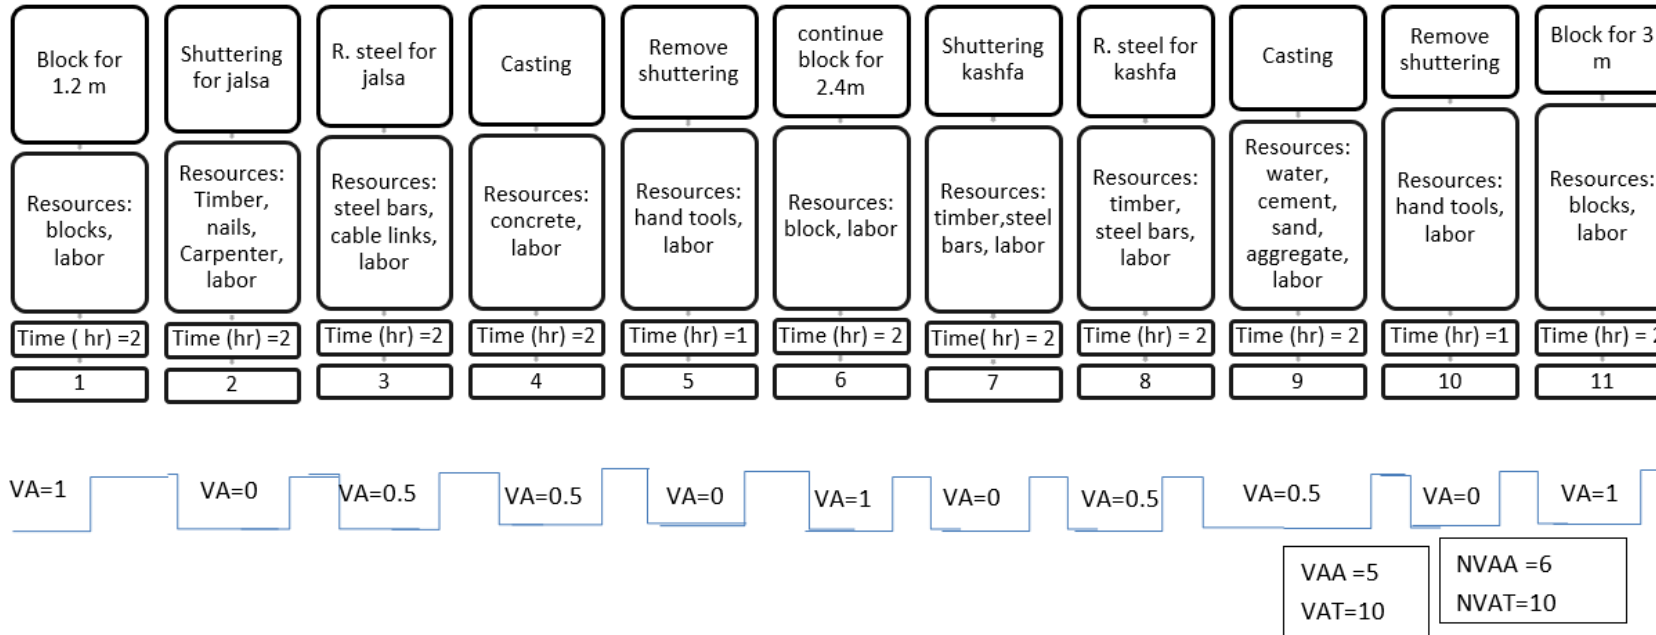 Block for
1.2 m
Shuttering
for jalsa
R. steel for
jalsa
Casting
Remove
shuttering
continue
block for
2.4m
Shuttering
kashfa
R. steel for
kashfa
Casting
Remove
shuttering
Block for 3
m
Resources:
blocks,
labor
Resources:
Timber,
nails,
Carpenter,
labor
Resources:
steel bars,
cable links,
labor
Resources:
concrete,
labor
Resources:
hand tools,
labor
Resources:
block, labor
Resources:
timber,steel
bars, labor
Resources:
timber,
steel bars,
labor
Resources:
water,
cement,
sand,
aggregate,
labor
Resources:
hand tools,
labor
Resources:
blocks,
labor
Time ( hr) =2
Time (hr) =2
Time (hr) =2
Time (hr) =2
Time (hr) =1
Time (hr) = 2
Time( hr) = 2
Time (hr) = 2
Time (hr) = 2
Time (hr) =1
Time (hr) = 2
1
2
3
4
5
6
7
8
9
10
11
VA=1
VA=0
VA=0.5
VA=0.5
VA=0
VA=1
VA=0
VA=0.5
VA=0.5
VA=0
VA=1
VAA =5
VAT=10
NVAA =6
NVAT=10